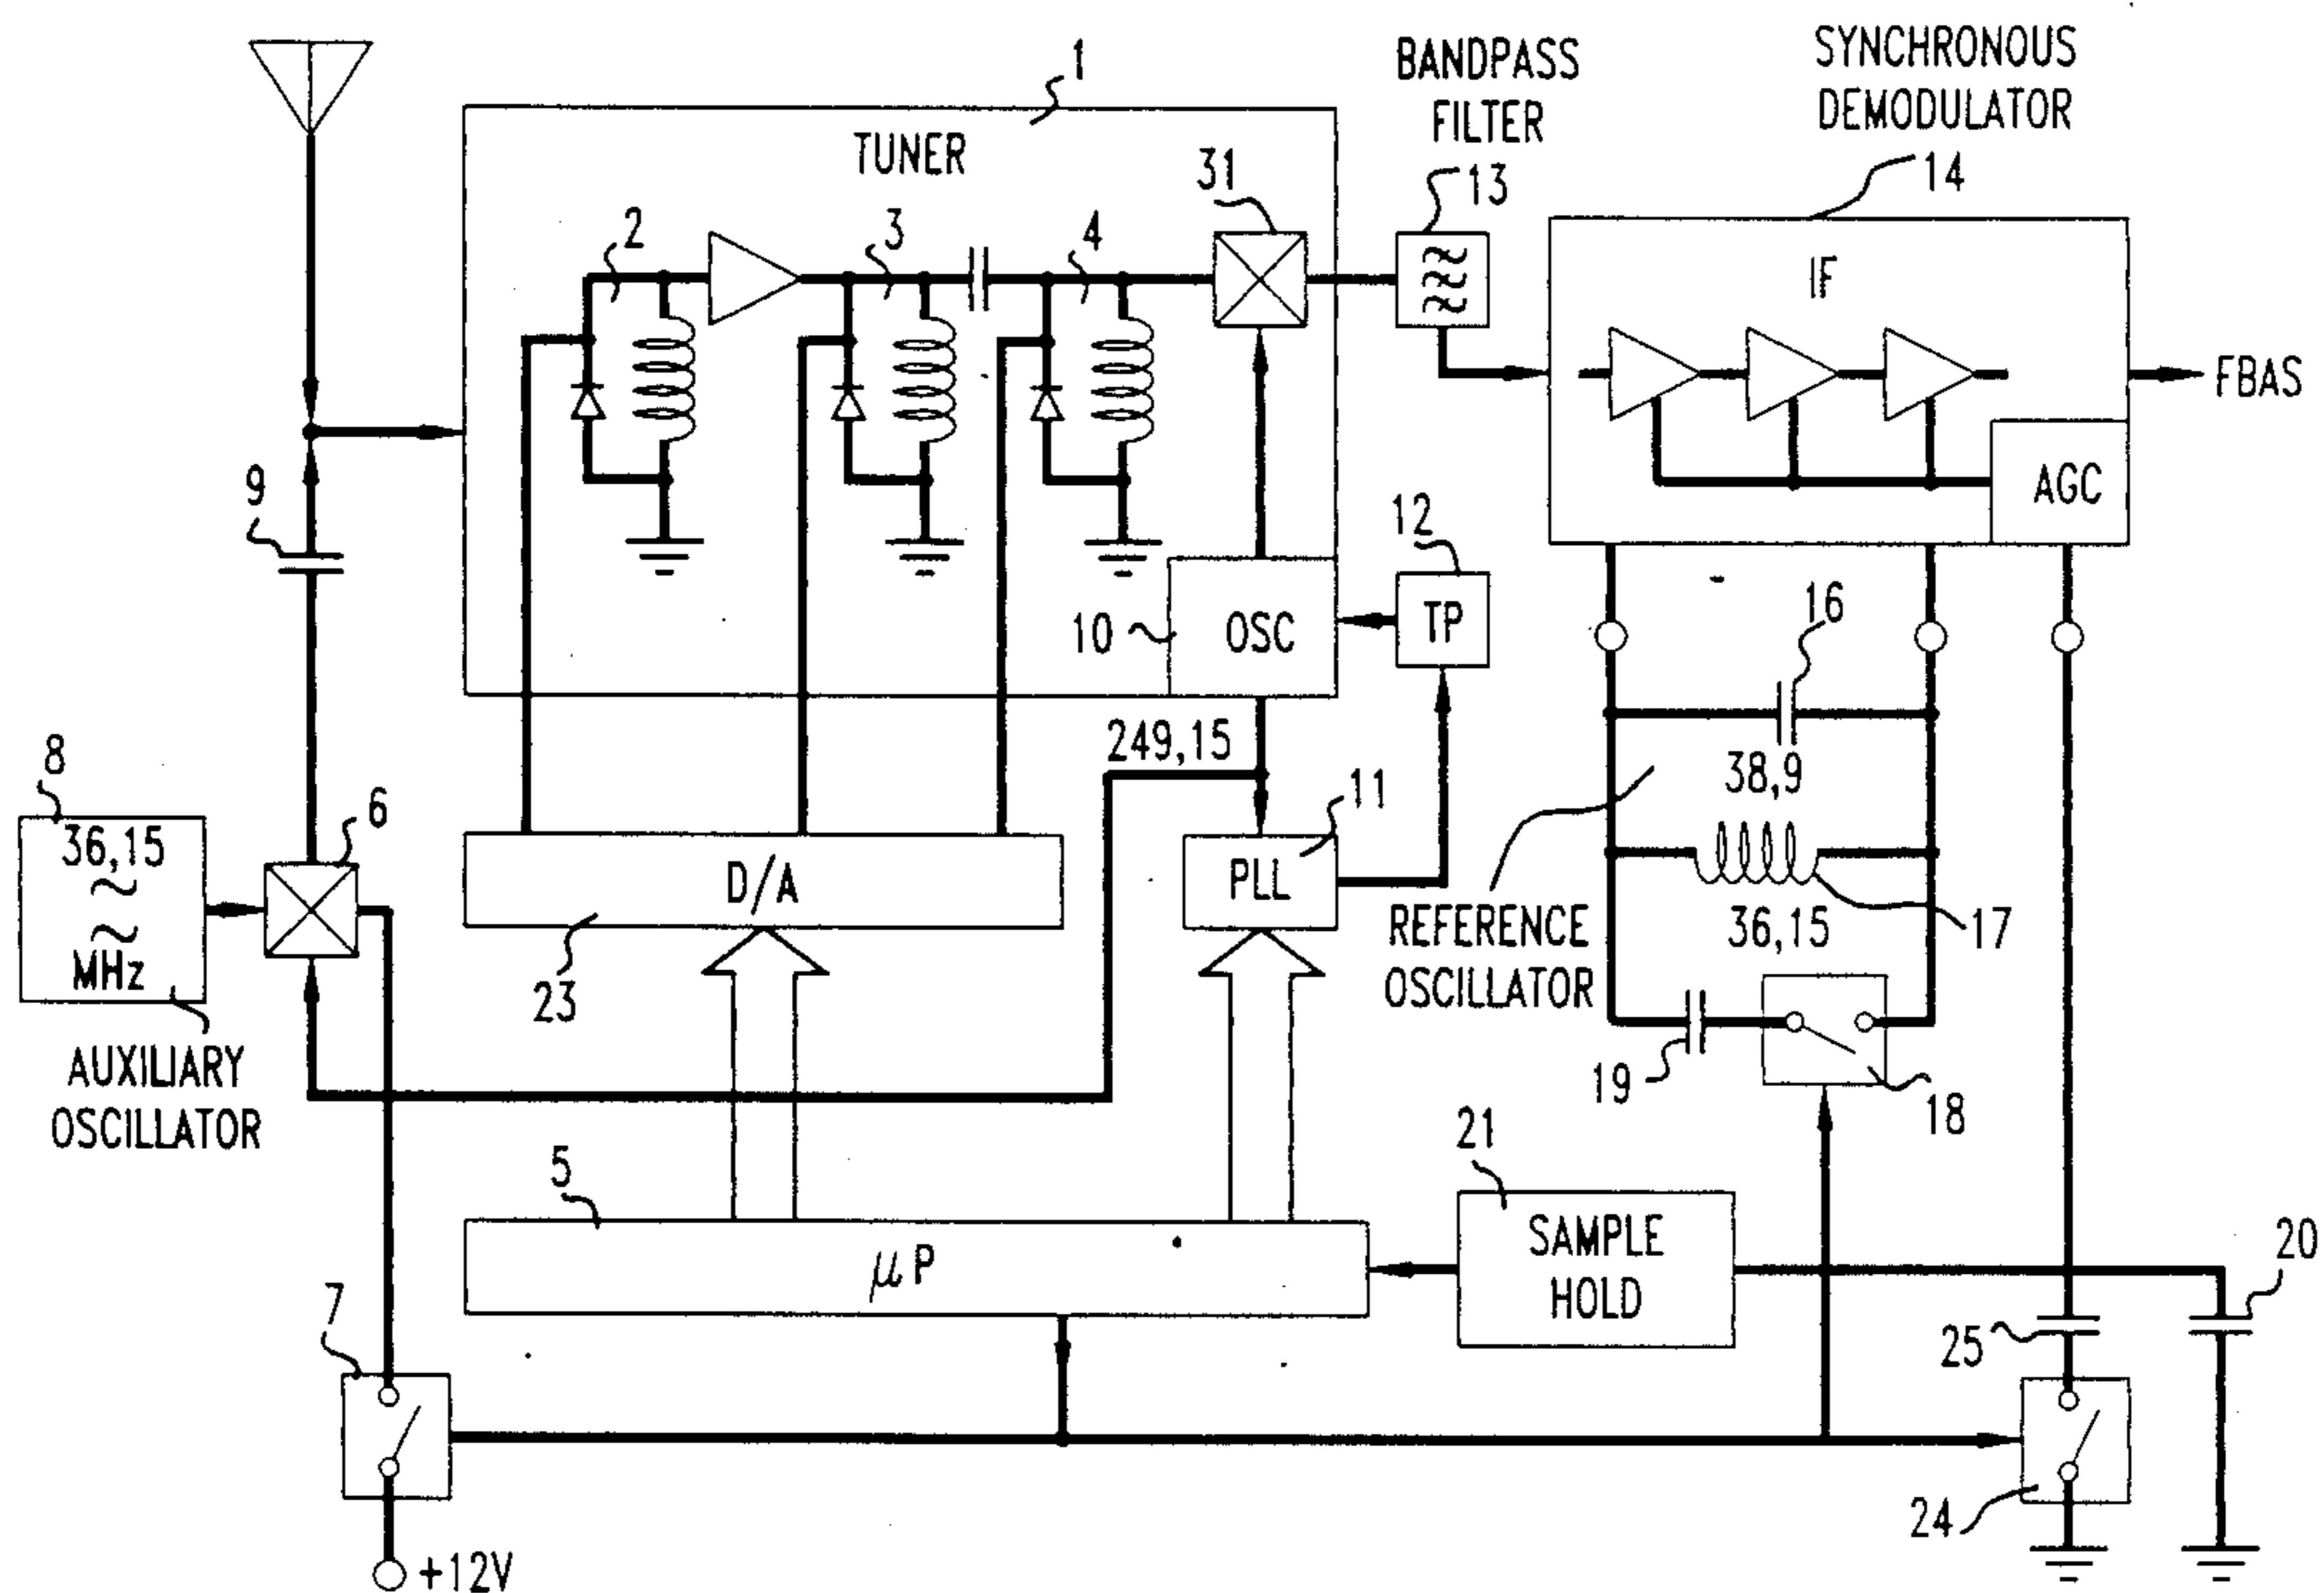 1
TUNER
2
3
4
31
BANDPASS
FILTER
13
SYNCHRONOUS
DEMODULATOR
14
IF
FBAS
AGC
9
10
OSC
12
TP
16
38,9
249,15
8
36,15
MHz
6
AUXILIARY
OSCILLATOR
D/A
23
11
PLL
REFERENCE
OSCILLATOR
36,15
17
19
18
5
μP
21
SAMPLE
HOLD
20
25
7
24
+12V